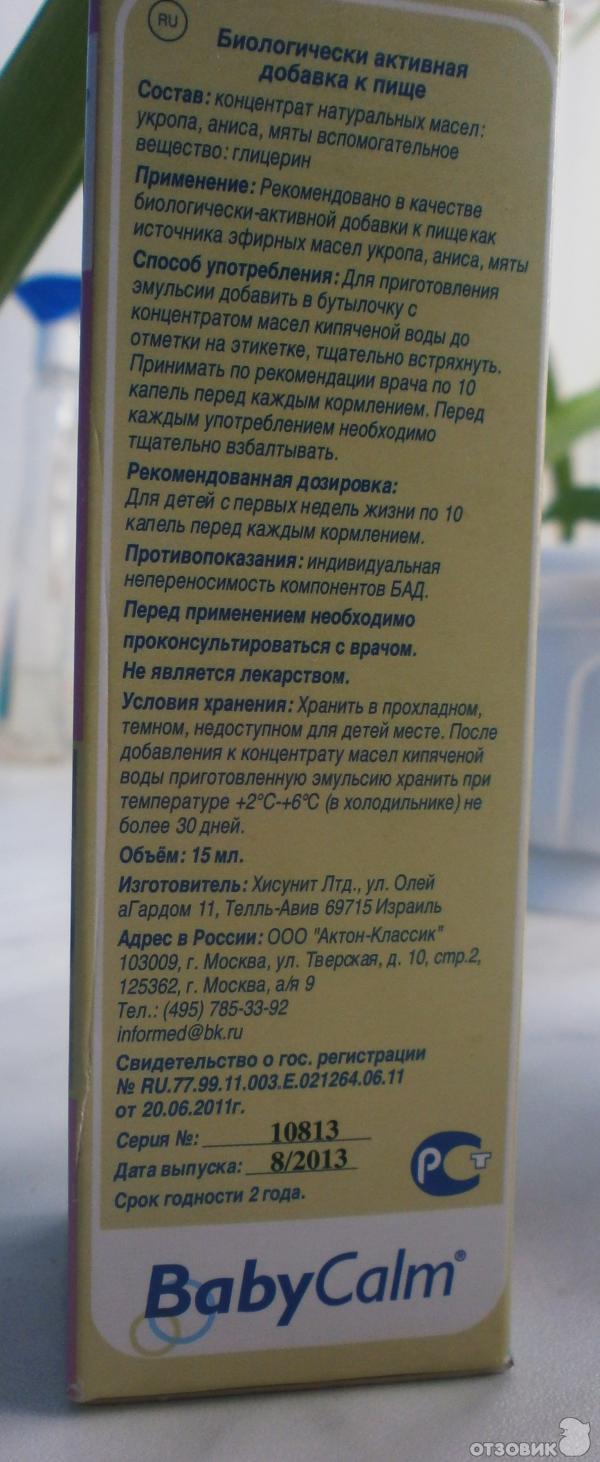 RU
Биологически активная
добавка к пище
Состав: концентрат натуральных масел:
укропа, аниса, мяты вспомогательное
вещество: глицерин
Применение: Рекомендовано в качестве
биологически-активной добавки к пище как
источника эфирных масел укропа, аниса, мяты
Способ употребления: Для приготовления
эмульсии добавить в бутылочку с
концентратом масел кипяченой воды до
отметки на этикетке, тщательно встряхнуть.
Принимать по рекомендации врача по 10
капель перед каждым кормлением. Перед
каждым употреблением необходимо
тщательно взбалтывать.
Рекомендованная дозировка:
Для детей с первых недель жизни по 10
капель перед каждым кормлением.
Противопоказания: индивидуальная
непереносимость компонентов БАД.
Перед применением необходимо
проконсультироваться с врачом.
Не является лекарством.
Условия хранения: Хранить в прохладном,
темном, недоступном для детей месте. После
добавления к концентрату масел кипяченой
воды приготовленную эмульсию хранить при
температуре +2°C-+6°C (в холодильнике) не
более 30 дней.
Объём: 15 мл.
Изготовитель: Хисунит Лтд., ул. Олей
аГардом 11, Телль-Авив 69715 Израиль
Адрес в России: ООО "Актон-Классик"
103009, г. Москва, ул. Тверская, д. 10, стр.2,
125362, г. Москва, а/я 9
Тел.: (495) 785-33-92
informed@bk.ru
Свидетельство о гос. регистрации
№ RU.77.99.11.003.E.021264.06.11
от 20.06.2011г.
Серия №: 10813
Дата выпуска: 8/2013
Срок годности 2 года.
РСТ
BabyCalm®
ОТЗОВИК